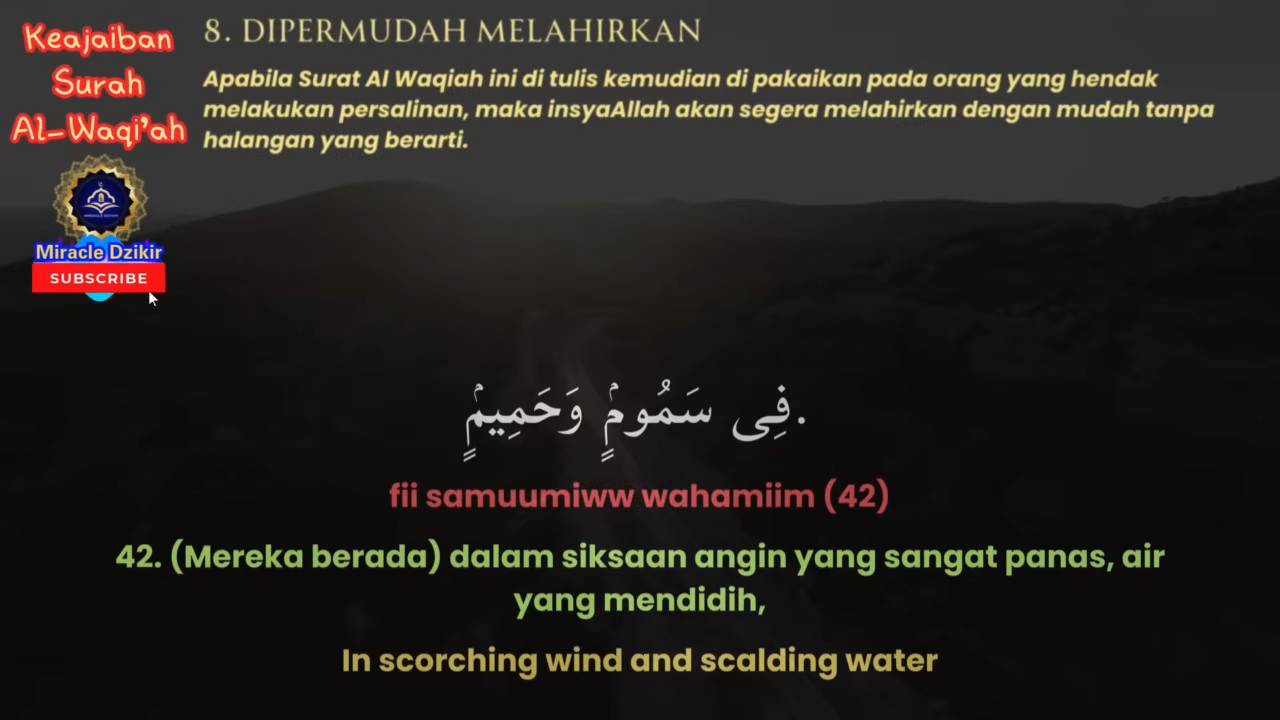 Keajaiban
Surah
Al-Waqi'ah
8. DIPERMUDAH MELAHIRKAN
Apabila Surat Al Waqiah ini di tulis kemudian di pakaikan pada orang yang hendak
melakukan persalinan, maka insyaAllah akan segera melahirkan dengan mudah tanpa
halangan yang berarti.
Miracle Dzikir
SUBSCRIBE
فِى سَمُومٍۢ وَحَمِيمٍۢ.
fii samuumiww wahamiim (42)
42. (Mereka berada) dalam siksaan angin yang sangat panas, air
yang mendidih,
In scorching wind and scalding water